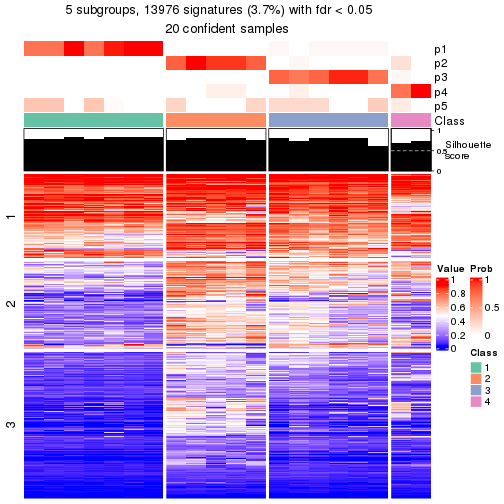 5 subgroups, 13976 signatures (3.7%) with fdr < 0.05
20 confident samples
p1
p2
p3
p4
p5
Class
1
0.5
0
Silhouette
score
1
2
3
Value
1
0.8
0.6
0.4
0.2
0
Prob
1
0.5
0
Class
1
2
3
4